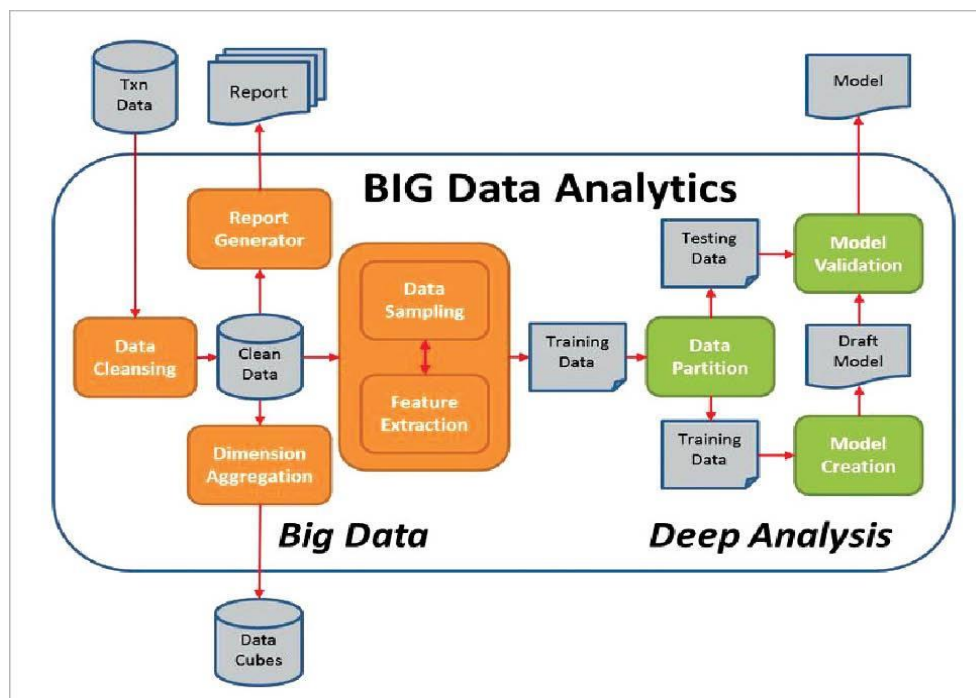 Txn
Data
Report
Model
BIG Data Analytics
Report
Generator
Data
Sampling
Testing
Data
Model
Validation
Data
Cleansing
Clean
Data
Training
Data
Data
Partition
Draft
Model
Feature
Extraction
Dimension
Aggregation
Training
Data
Model
Creation
Big Data
Deep Analysis
Data
Cubes